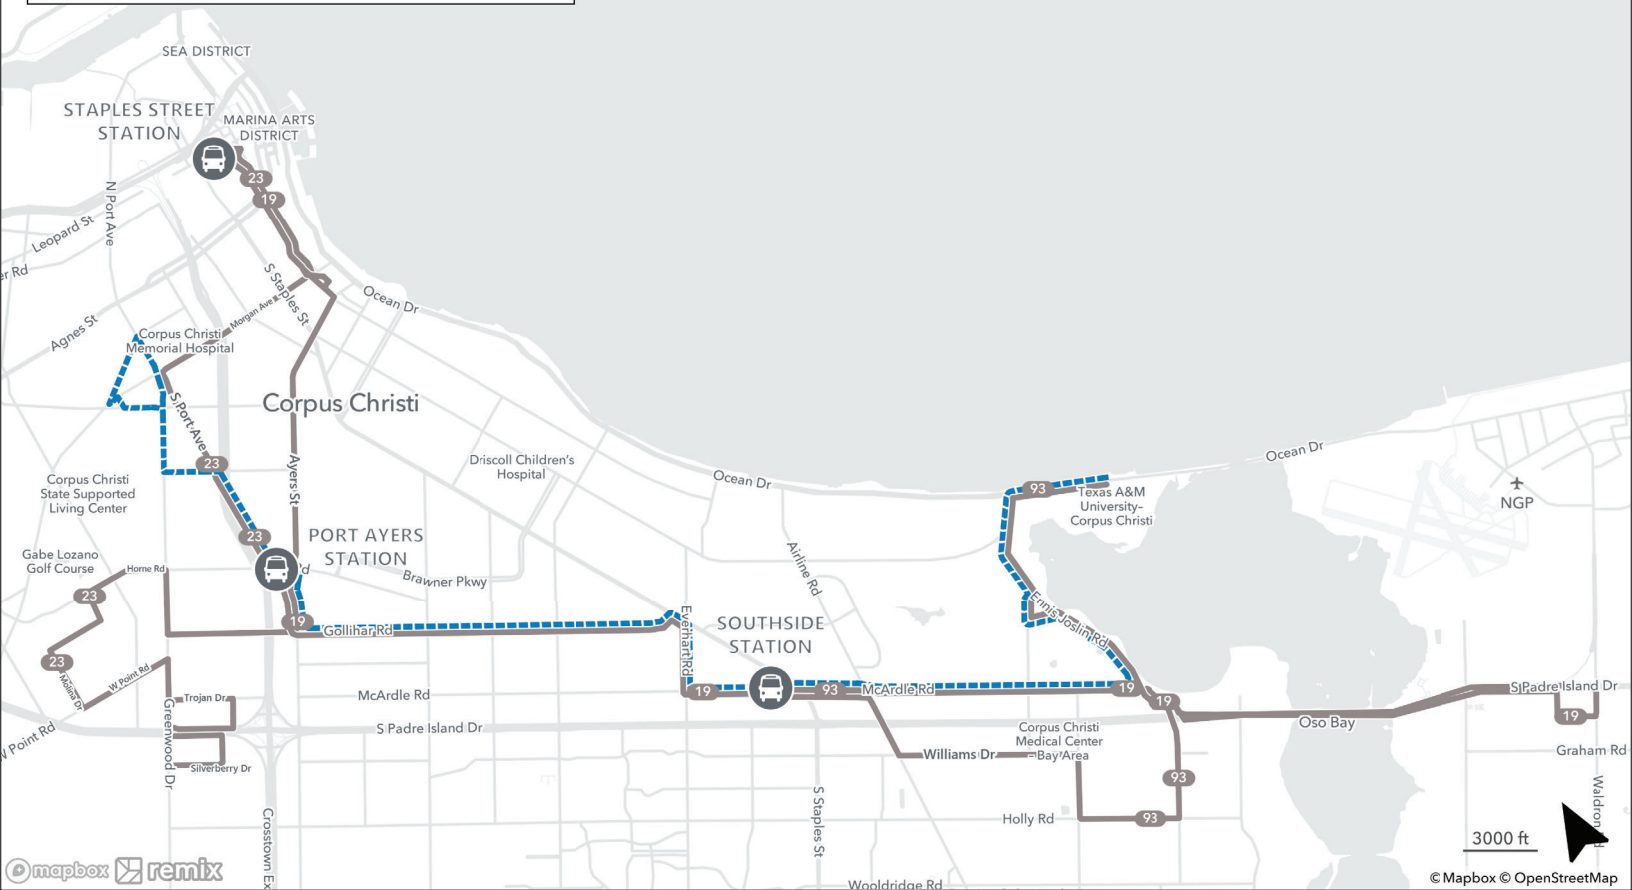 SEA DISTRICT
STAPLES STREET
STATION
MARINA ARTS
DISTRICT
23
19
N Port Ave
Leopard St
er Rd
S Staples St
Ocean Dr
Morgan Ave
Agnes St
Corpus Christi
Memorial Hospital
S Port Ave
Corpus Christi
Ayers St
23
Driscoll Children's
Hospital
Ocean Dr
Ocean Dr
93
Texas A&M
University-
Corpus Christi
NGP
Corpus Christi
State Supported
Living Center
23
PORT AYERS
STATION
Rd
Gabe Lozano
Golf Course
Horne Rd
Brawner Pkwy
Airline Rd
23
19
Gollihar Rd
Everhart Rd
SOUTHSIDE
STATION
Ennis Joslin Rd
23
Molina Dr
W Point Rd
Trojan Dr
McArdle Rd
19
93
McArdle Rd
19
19
S Padre Island Dr
19
W Point Rd
Greenwood Dr
S Padre Island Dr
Oso Bay
Corpus Christi
Medical Center
- Bay Area
Williams Dr
Graham Rd
Silverberry Dr
93
Crosstown Ex
S Staples St
Holly Rd
93
Waldron Rd
3000 ft
mapbox remix
Wooldridge Rd
© Mapbox © OpenStreetMap